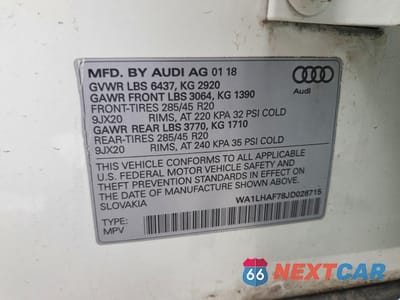 MFD. BY AUDI AG 01 18
GVWR LBS 6437, KG 2920
GAWR FRONT LBS 3064, KG 1390
FRONT-TIRES 285/45 R20
9JX20 RIMS, AT 220 KPA 32 PSI COLD
GAWR REAR LBS 3770, KG 1710
REAR-TIRES 285/45 R20
9JX20 RIMS, AT 240 KPA 35 PSI COLD
Audi
THIS VEHICLE CONFORMS TO ALL APPLICABLE
U.S. FEDERAL MOTOR VEHICLE SAFETY AND
THEFT PREVENTION STANDARDS IN EFFECT ON
THE DATE OF MANUFACTURE SHOWN ABOVE.
SLOVAKIA
WA1LHAF78JD028715
TYPE:
MPV
66 NEXTCAR